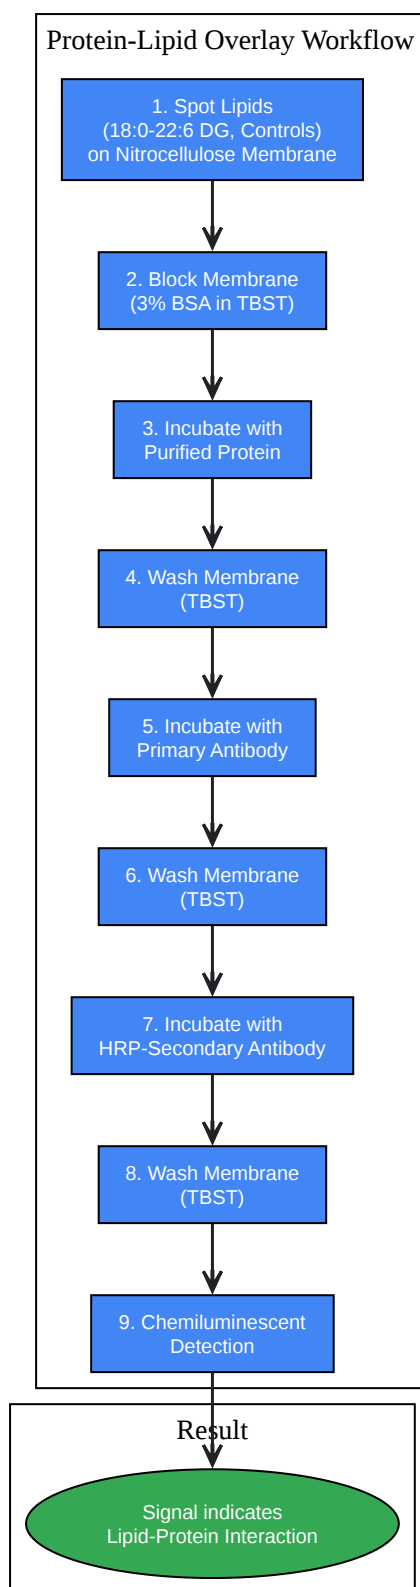 Protein-Lipid Overlay Workflow
1. Spot Lipids
(18:0-22:6 DG, Controls)
on Nitrocellulose Membrane
2. Block Membrane
(3% BSA in TBST)
3. Incubate with
Purified Protein
4. Wash Membrane
(TBST)
5. Incubate with
Primary Antibody
6. Wash Membrane
(TBST)
7. Incubate with
HRP-Secondary Antibody
8. Wash Membrane
(TBST)
9. Chemiluminescent
Detection
Result
Signal indicates
Lipid-Protein Interaction